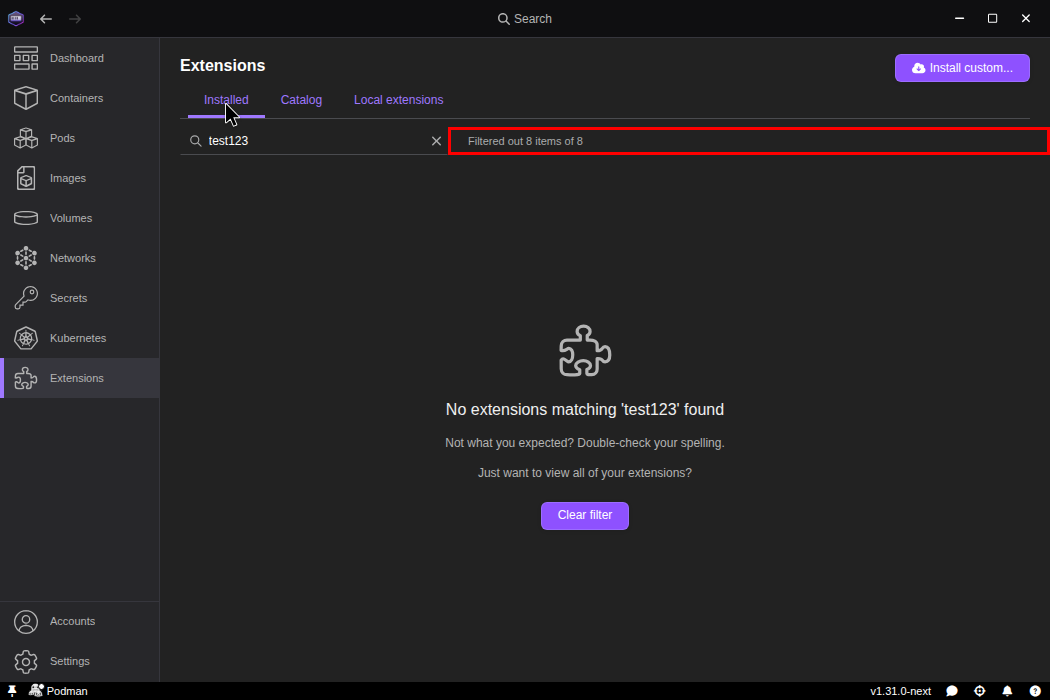 Search
Dashboard
Containers
Pods
Images
Volumes
Networks
Secrets
Kubernetes
Extensions
Accounts
Settings
Extensions
Install custom...
Installed
Catalog
Local extensions
test123
Filtered out 8 items of 8
No extensions matching 'test123' found
Not what you expected? Double-check your spelling.
Just want to view all of your extensions?
Clear filter
Podman
v1.31.0-next